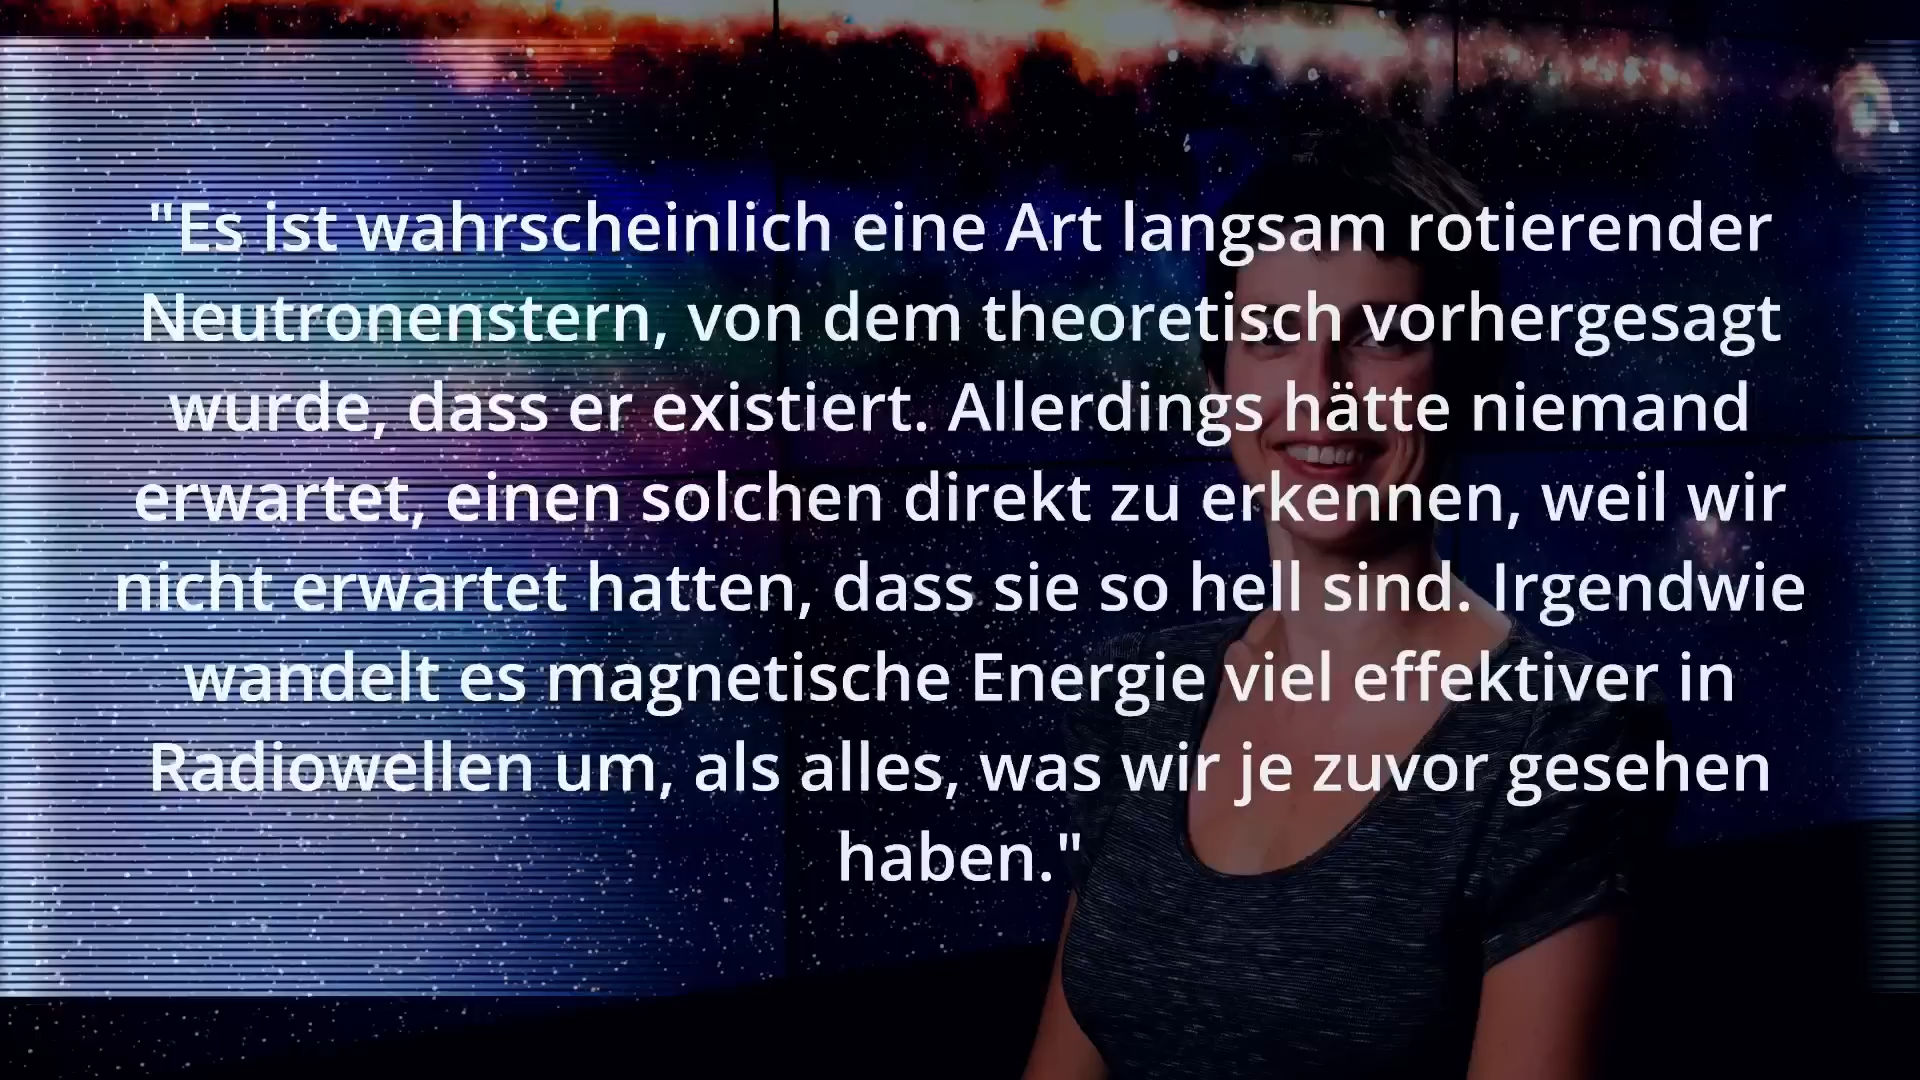 "Es ist wahrscheinlich eine Art langsam rotierender
Neutronenstern, von dem theoretisch vorhergesagt
wurde, dass er existiert. Allerdings hätte niemand
erwartet, einen solchen direkt zu erkennen, weil wir
nicht erwartet hatten, dass sie so hell sind. Irgendwie
wandelt es magnetische Energie viel effektiver in
Radiowellen um, als alles, was wir je zuvor gesehen
haben."